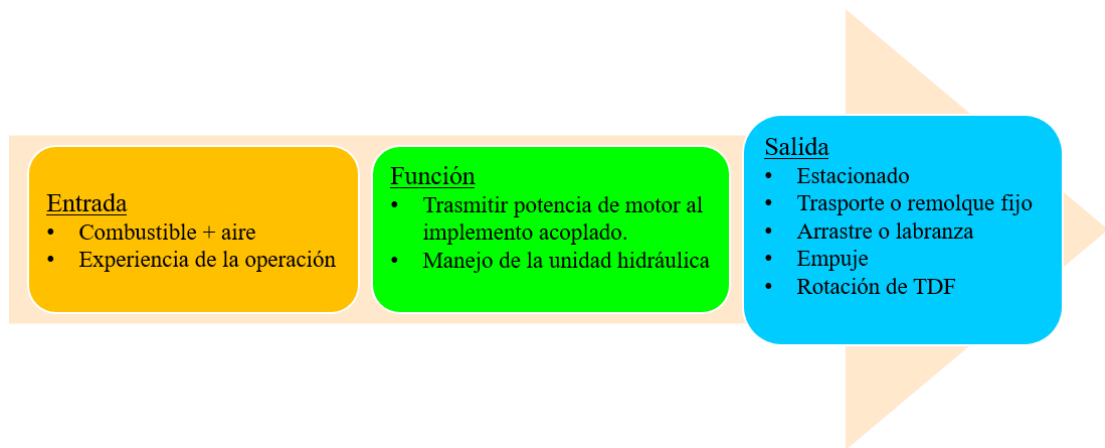 Entrada
• Combustible + aire
• Experiencia de la operación
Función
• Trasmitir potencia de motor al
implemento acoplado.
• Manejo de la unidad hidráulica
Salida
• Estacionado
• Trasporte o remolque fijo
• Arrastre o labranza
• Empuje
• Rotación de TDF